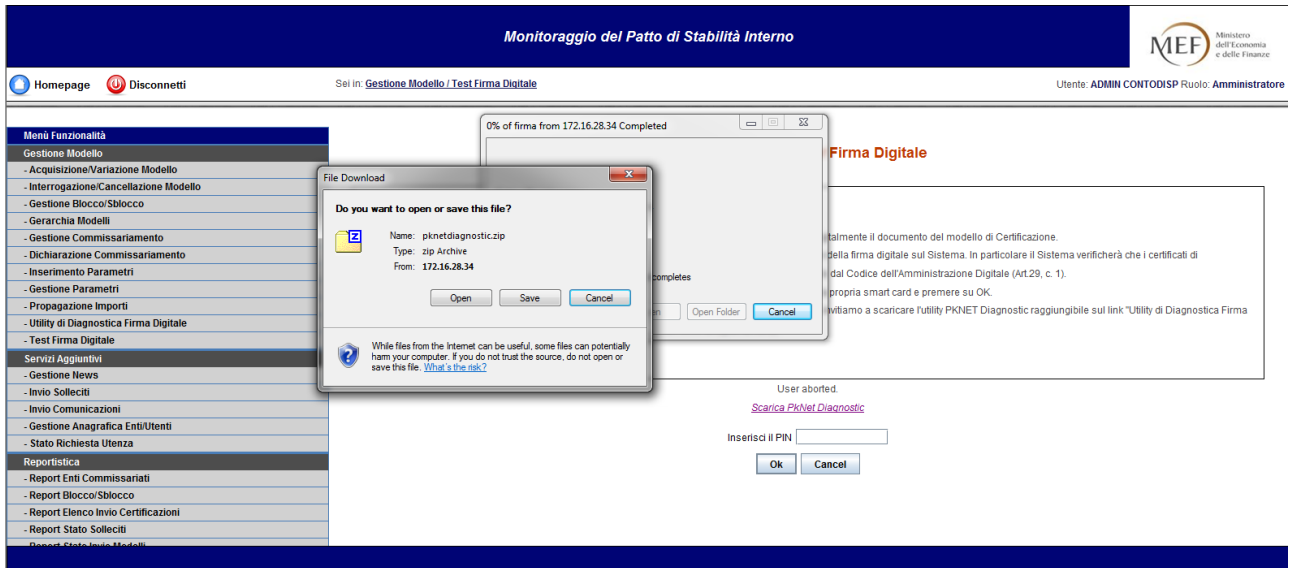 Monitoraggio del Patto di Stabilità Interno
MEF
Ministero
dell'Economia
e delle Finanze
Homepage
Disconnetti
Sei in: Gestione Modello / Test Firma Digitale
Utente: ADMIN CONTODISP Ruolo: Amministratore
Menù Funzionalità
Gestione Modello
- Acquisizione/Variazione Modello
- Interrogazione/Cancellazione Modello
- Gestione Blocco/Sblocco
- Gerarchia Modelli
- Gestione Commissariamento
- Dichiarazione Commissariamento
- Inserimento Parametri
- Gestione Parametri
- Propagazione Importi
- Utility di Diagnostica Firma Digitale
- Test Firma Digitale
Servizi Aggiuntivi
- Gestione News
- Invio Solleciti
- Invio Comunicazioni
- Gestione Anagrafica Enti/Utenti
- Stato Richiesta Utenza
Reportistica
- Report Enti Commissariati
- Report Blocco/Sblocco
- Report Elenco Invio Certificazioni
- Report Stato Solleciti
- Report Stato Invio Modelli
0% of firma from 172.16.28.34 Completed
completes
Open Folder
Cancel
File Download
Do you want to open or save this file?
Name: pknetdiagnostic.zip
Type: zip Archive
From: 172.16.28.34
Open
Save
Cancel
While files from the Internet can be useful, some files can potentially
harm your computer. If you do not trust the source, do not open or
save this file. What's the risk?
Firma Digitale
talmente il documento del modello di Certificazione.
della firma digitale sul Sistema. In particolare il Sistema verificherà che i certificati di
dal Codice dell'Amministrazione Digitale (Art.29, c. 1).
propria smart card e premere su OK.
nvitiamo a scaricare l'utility PKNET Diagnostic raggiungibile sul link "Utility di Diagnostica Firma
User aborted.
Scarica PkNet Diagnostic
Inserisci il PIN
Ok
Cancel